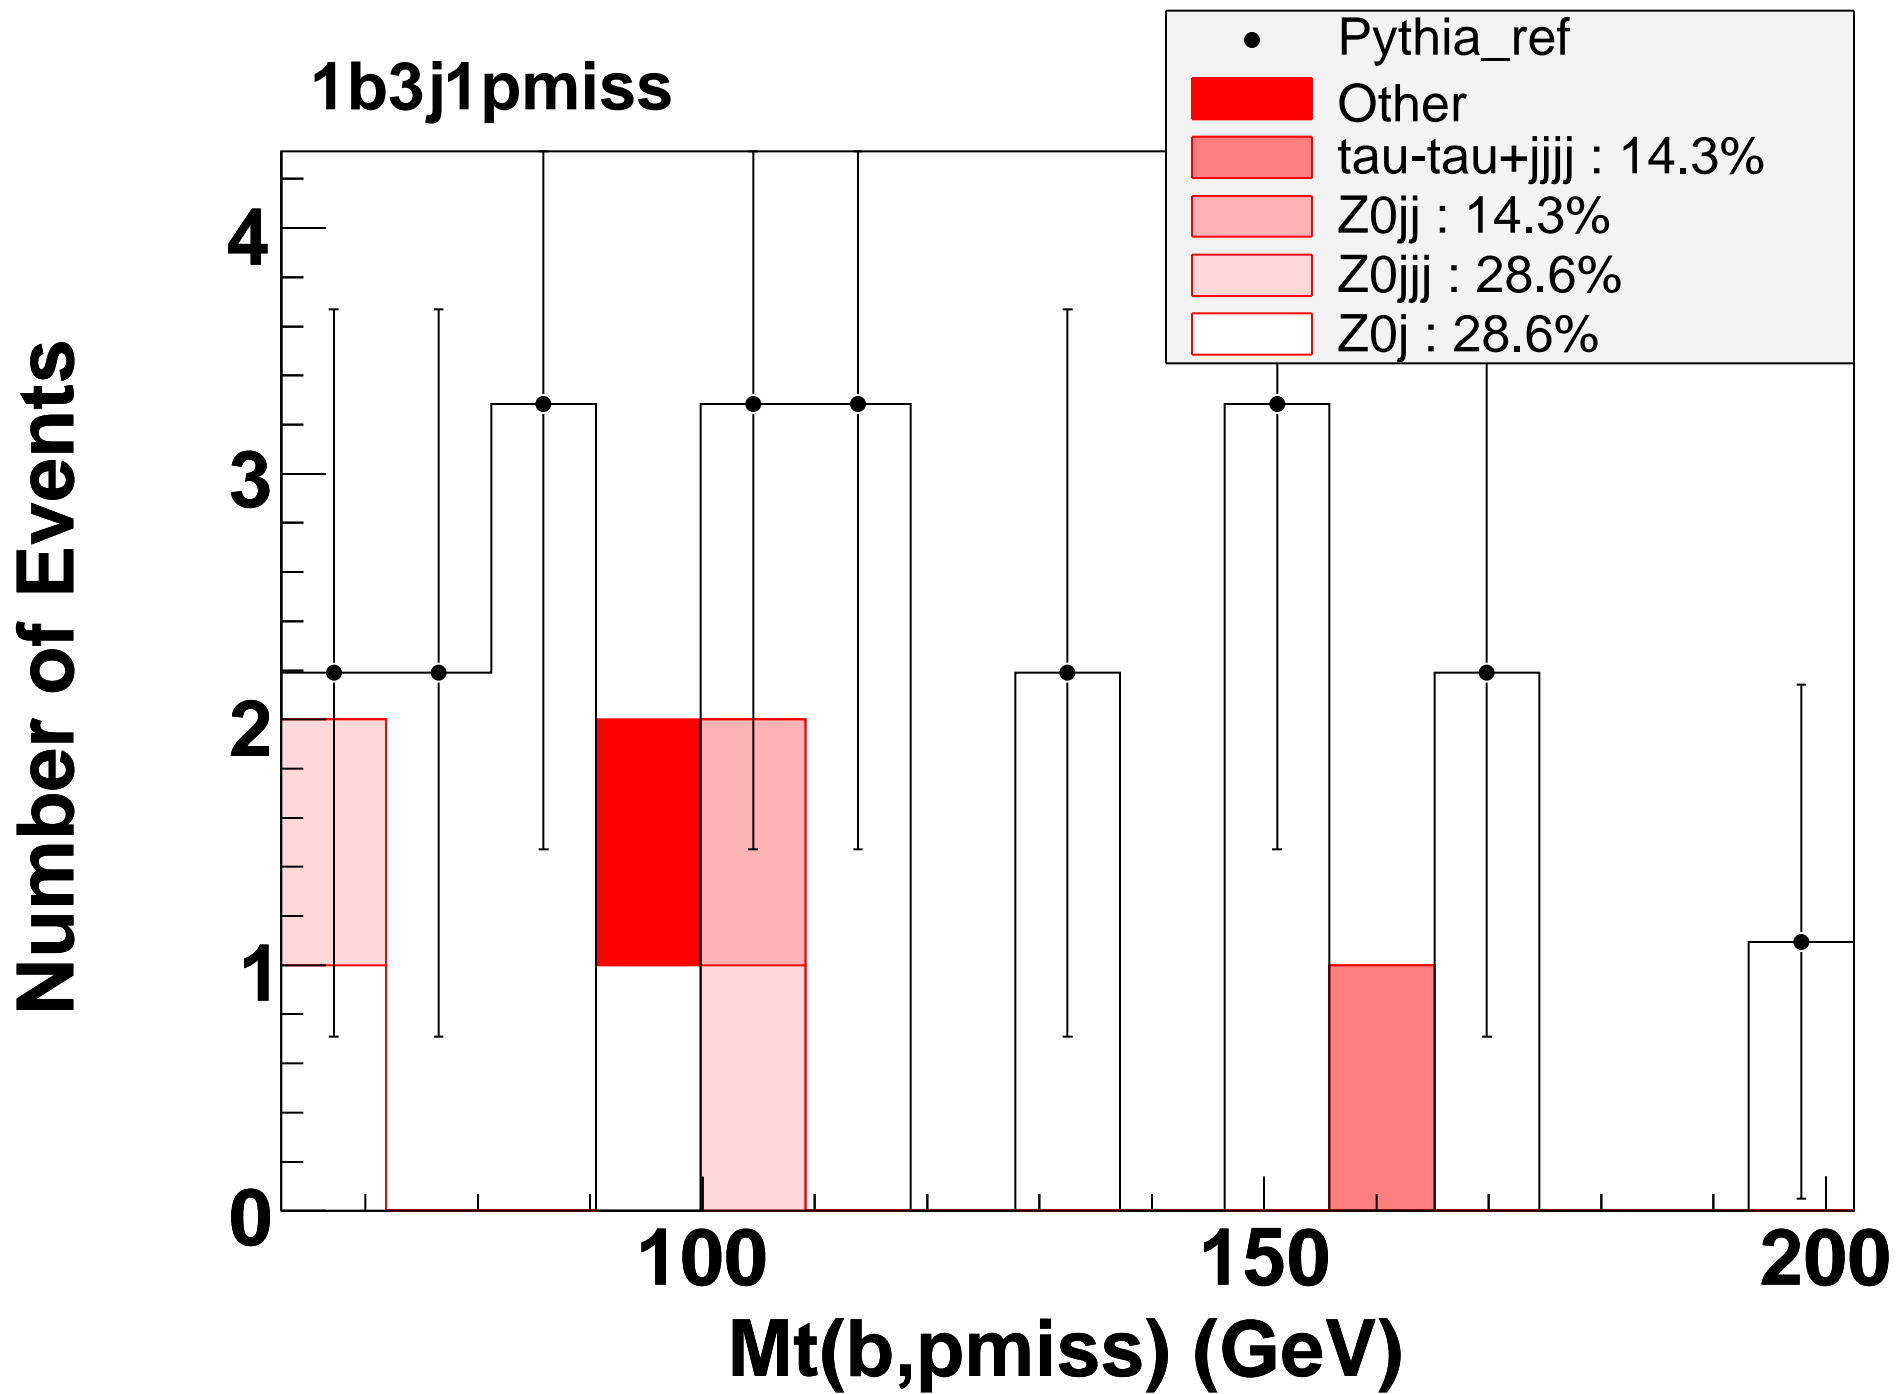 1b3j1pmiss
Pythia_ref
Other
tau-tau+jjjj : 14.3%
Z0jj : 14.3%
Z0jjj : 28.6%
Z0j : 28.6%
Number of Events
4
3
2
1
0
100
150
200
Mt(b,pmiss) (GeV)